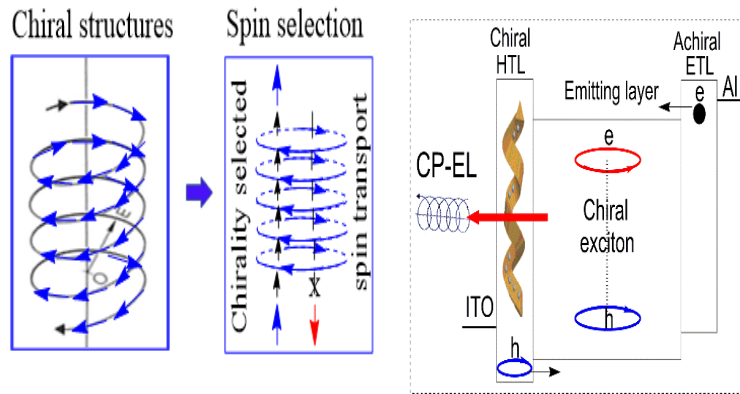 Chiral structures
E
O
Spin selection
Chirality selected
spin transport
X
Chiral
HTL
Achiral
ETL
Emitting layer
e
Al
CP-EL
e
Chiral
exciton
ITO
h
h